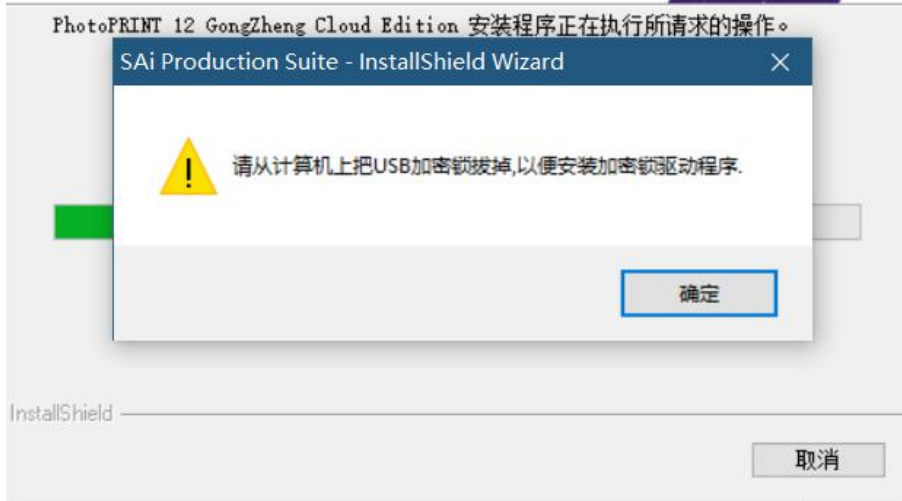 PhotoPRINT 12 GongZheng Cloud Edition 安装程序正在执行所请求的操作。
SAi Production Suite - InstallShield Wizard
请从计算机上把USB加密锁拔掉,以便安装加密锁驱动程序.
确定
InstallShield
取消